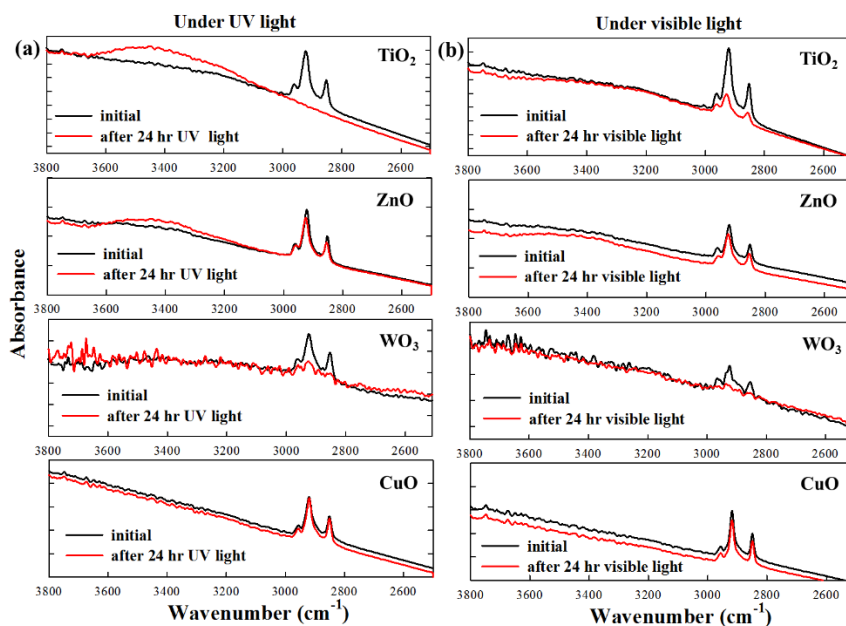 Under UV light
(a)
TiO₂
initial
after 24 hr UV light
3800 3600 3400 3200 3000 2800 2600
ZnO
initial
after 24 hr UV light
3800 3600 3400 3200 3000 2800 2600
WO₃
initial
after 24 hr UV light
3800 3600 3400 3200 3000 2800 2600
CuO
initial
after 24 hr UV light
3800 3600 3400 3200 3000 2800 2600
Wavenumber (cm⁻¹)
Absorbance
Under visible light
(b)
TiO₂
initial
after 24 hr visible light
3800 3600 3400 3200 3000 2800 2600
ZnO
initial
after 24 hr visible light
3800 3600 3400 3200 3000 2800 2600
WO₃
initial
after 24 hr visible light
3800 3600 3400 3200 3000 2800 2600
CuO
initial
after 24 hr visible light
3800 3600 3400 3200 3000 2800 2600
Wavenumber (cm⁻¹)